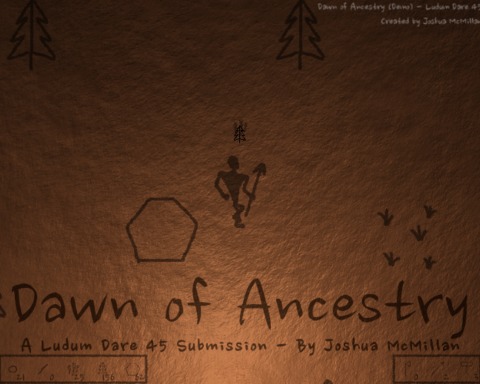 Dawn of Ancestry (Demo) - Ludum Dare 45
Created by Joshua McMillan
Dawn of Ancestry
A Ludum Dare 45 Submission - By Joshua McMillan